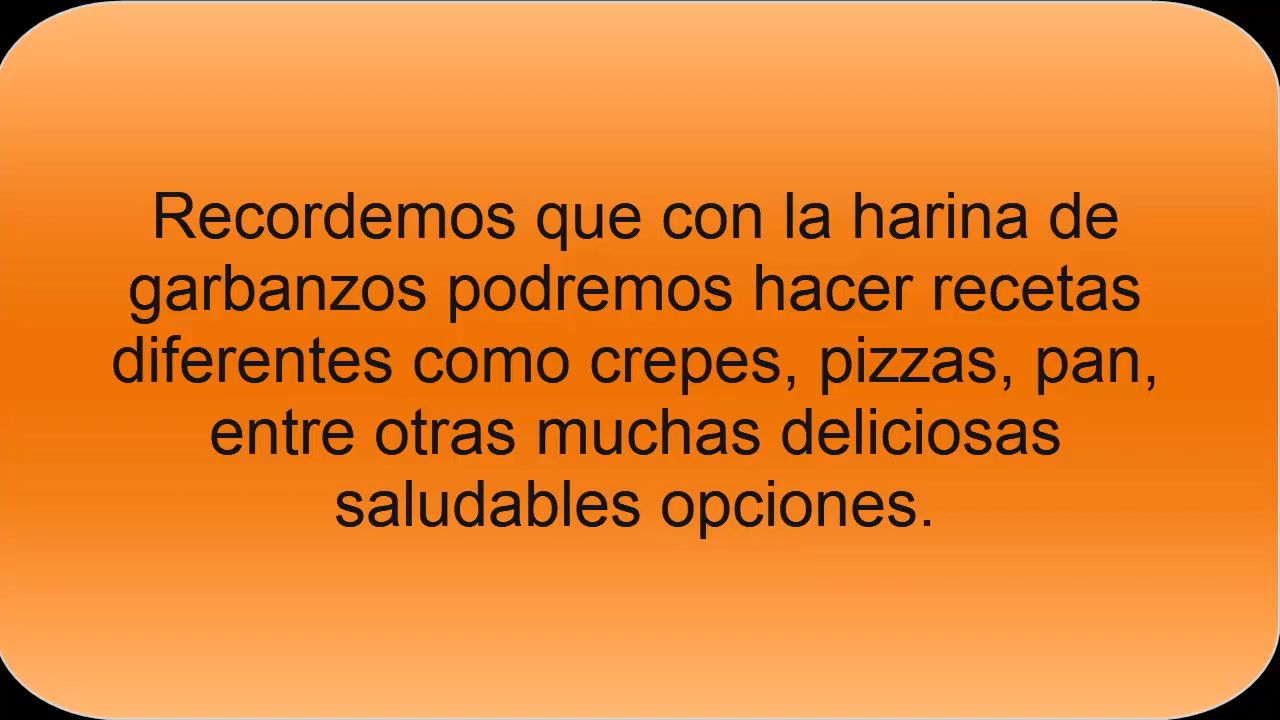 Recordemos que con la harina de
garbanzos podremos hacer recetas
diferentes como crepes, pizzas, pan,
entre otras muchas deliciosas
saludables opciones.